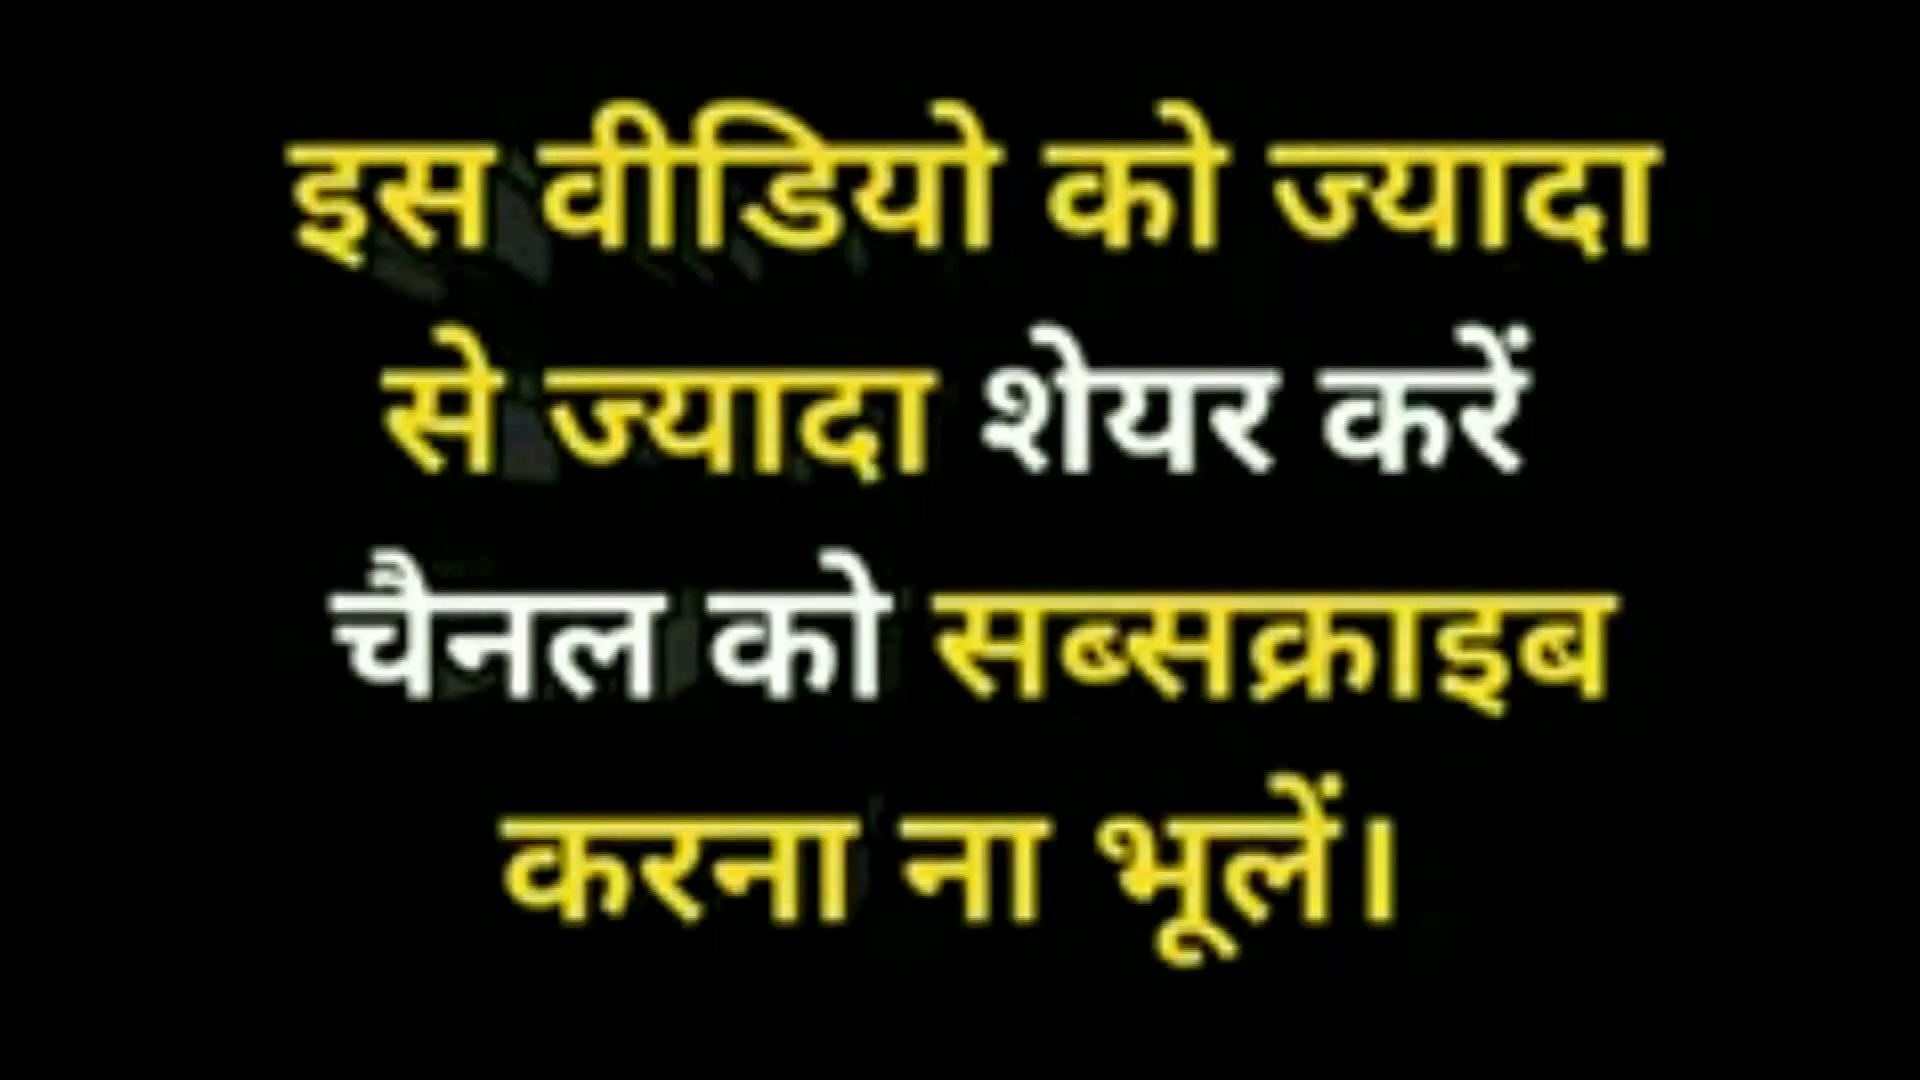 इस वीडियो को ज्यादा
से ज्यादा शेयर करें
चैनल को सब्सक्राइब
करना ना भूलें।